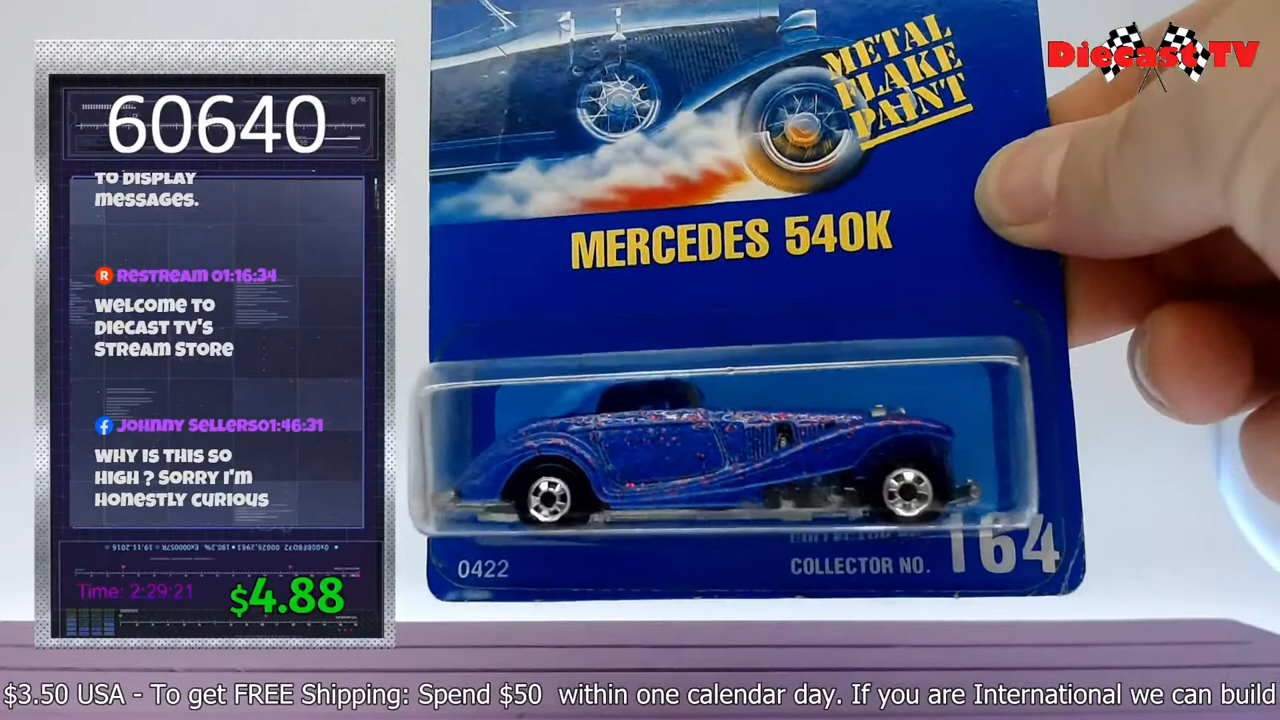 60640
TO DISPLAY
MESSAGES.
RESTREAM 01:16:34
WELCOME TO
DIECAST TV'S
STREAM STORE
JOHNNY SELLERS01:46:31
WHY IS THIS SO
HIGH ? SORRY I'M
HONESTLY CURIOUS
Time: 2:29:21
$4.88
METAL
FLAKE
PAINT
Diecast TV
MERCEDES 540K
0422
COLLECTOR NO. 164
$3.50 USA - To get FREE Shipping: Spend $50 within one calendar day. If you are International we can build